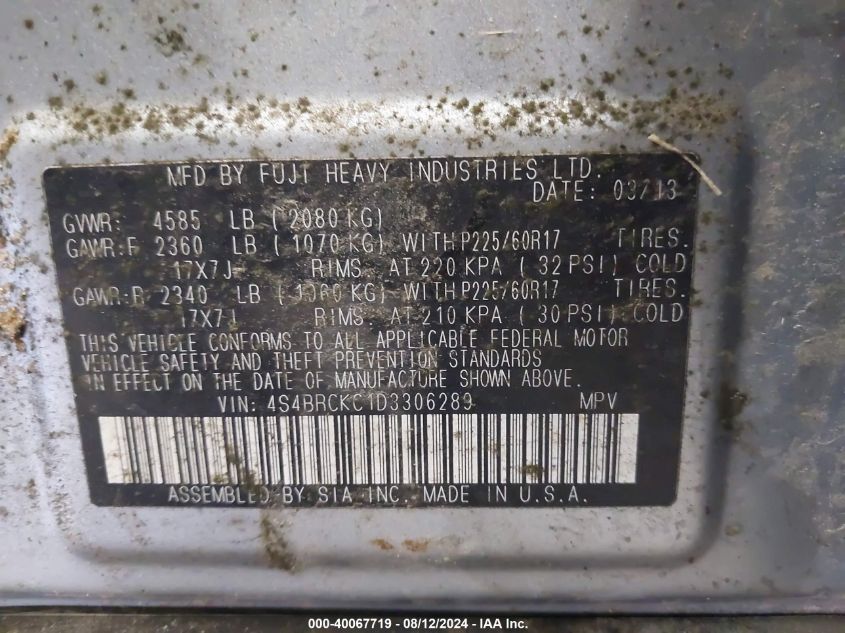 MFD BY FUJI HEAVY INDUSTRIES LTD.
DATE: 03/13
GVWR: 4585 LB ( 2080 KG)
GAWR:F 2360 LB ( 1070 KG) WITH P225/60R17 TIRES.
17X7J RIMS AT 220 KPA ( 32 PSI) COLD
GAWR:R 2340 LB ( 1060 KG) WITH P225/60R17 TIRES.
17X7J RIMS AT 210 KPA ( 30 PSI) COLD
THIS VEHICLE CONFORMS TO ALL APPLICABLE FEDERAL MOTOR
VEHICLE SAFETY AND THEFT PREVENTION STANDARDS
IN EFFECT ON THE DATE OF MANUFACTURE SHOWN ABOVE.
VIN: 4S4BRCKC1D3306289 MPV
ASSEMBLED BY SIA INC. MADE IN U.S.A.
000-40067719 - 08/12/2024 - IAA Inc.